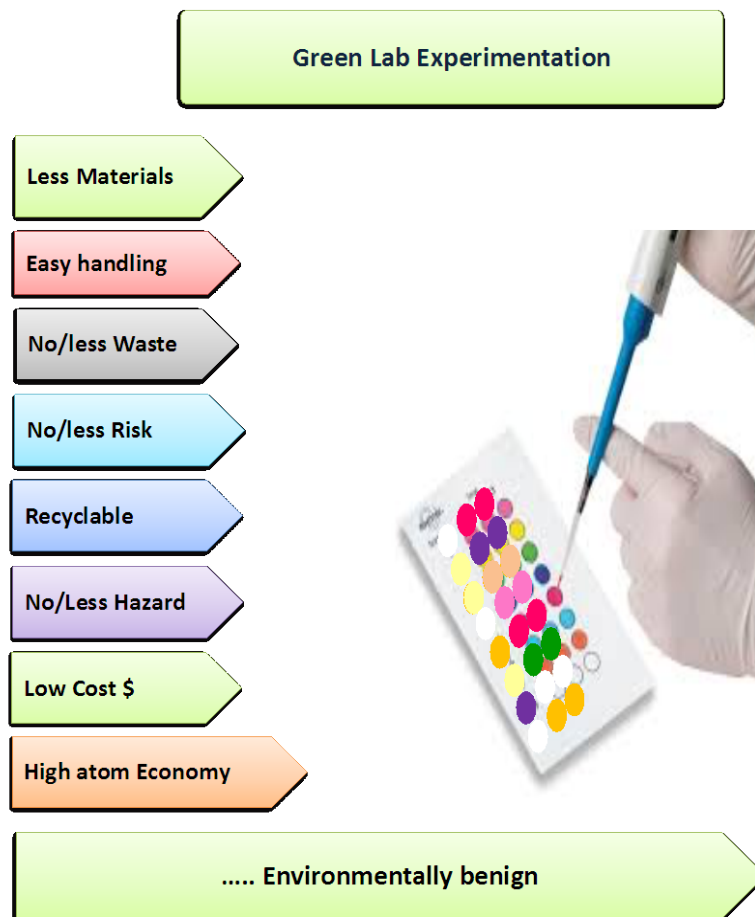 Green Lab Experimentation
Less Materials
Easy handling
No/less Waste
No/less Risk
Recyclable
No/Less Hazard
Low Cost $
High atom Economy
..... Environmentally benign